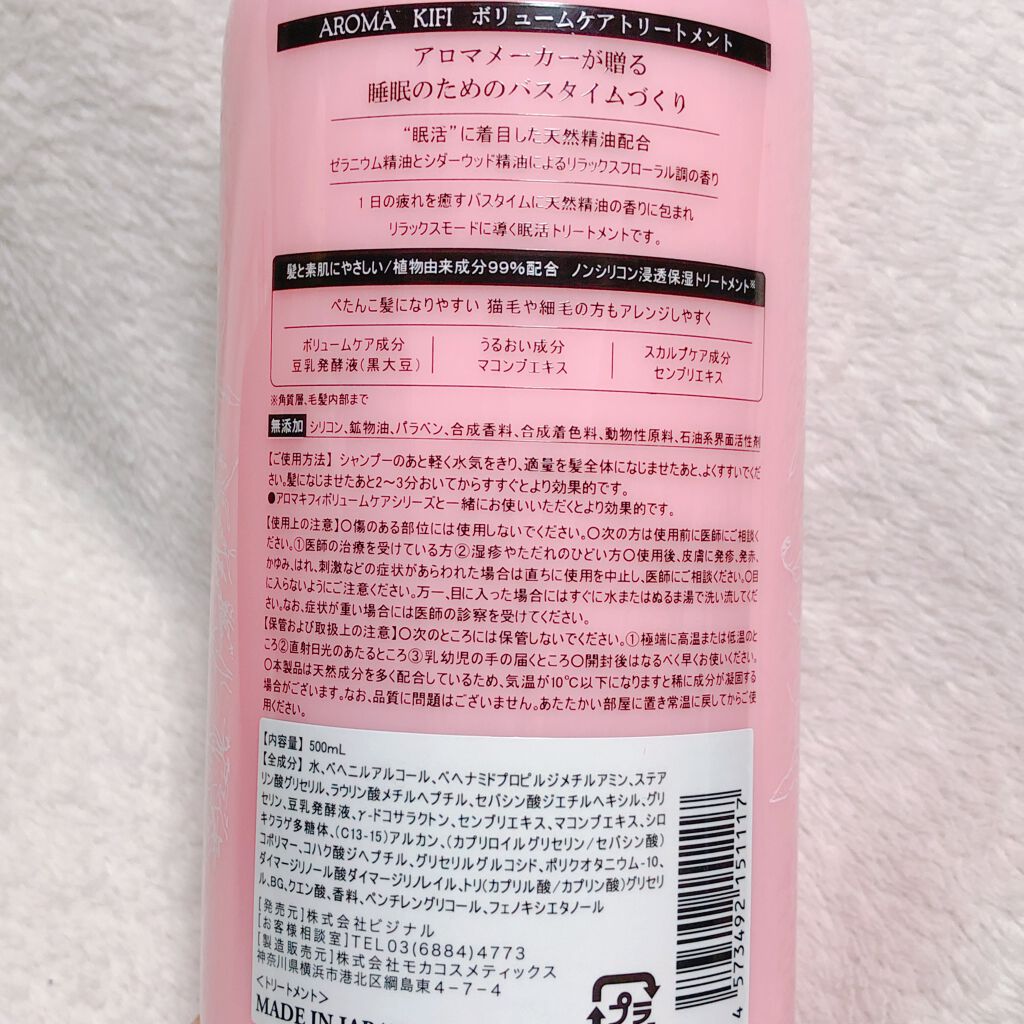 AROMA KIFI ボリュームケアトリートメント
アロマメーカーが贈る
睡眠のためのバスタイムづくり
“眠活”に着目した天然精油配合
ゼラニウム精油とシダーウッド精油によるリラックスフローラル調の香り
1日の疲れを癒すバスタイムに天然精油の香りに包まれ
リラックスモードに導く眠活トリートメントです。
髪と素肌にやさしい/植物由来成分99%配合 ノンシリコン浸透保湿トリートメント※
ぺたんこ髪になりやすい 猫毛や細毛の方もアレンジしやすく
ボリュームケア成分 うるおい成分 スカルプケア成分
豆乳発酵液(黒大豆) マコンブエキス センブリエキス
※角質層、毛髪内部まで
無添加 シリコン、鉱物油、パラベン、合成香料、合成着色料、動物性原料、石油系界面活性剤
【ご使用方法】シャンプーのあと軽く水気をきり、適量を髪全体になじませたあと、よくすすいでくだ
さい。髪になじませたあと2〜3分おいてからすすぐとより効果的です。
●アロマキフィボリュームケアシリーズと一緒にお使いいただくとより効果的です。
【使用上の注意】○傷のある部位には使用しないでください。○次の方は使用前に医師にご相談く
ださい。①医師の治療を受けている方②湿疹やただれのひどい方○使用後、皮膚に発疹、発赤、
かゆみ、はれ、刺激などの症状があらわれた場合は直ちに使用を中止し、医師にご相談ください。○目
に入らないようにご注意ください。万一、目に入った場合にはすぐに水またはぬるま湯で洗い流してくだ
さい。なお、症状が重い場合には医師の診察を受けてください。
【保管および取扱上の注意】○次のところには保管しないでください。①極端に高温または低温のと
ころ②直射日光のあたるところ③乳幼児の手の届くところ○開封後はなるべく早くお使いください。
○本製品は天然成分を多く配合しているため、気温が10℃以下になりますと稀に成分が凝固する
場合がございます。なお、品質に問題はございません。あたたかい部屋に置き常温に戻してからご使
用ください。
【内容量】500mL
【全成分】水、ベヘニルアルコール、ベヘナミドプロピルジメチルアミン、ステア
リン酸グリセリル、ラウリン酸メチルヘプチル、セバシン酸ジエチルヘキシル、グリ
セリン、豆乳発酵液、γ-ドコサラクトン、センブリエキス、マコンブエキス、シロ
キクラゲ多糖体、(C13-15)アルカン、(カプリロイルグリセリン/セバシン酸)
コポリマー、コハク酸ジヘプチル、グリセリルグルコシド、ポリクオタニウム-10、
ダイマージリノール酸ダイマージリノレイル、トリ(カプリル酸/カプリン酸)グリセリ
ル、BG、クエン酸、香料、ペンチレングリコール、フェノキシエタノール
[発売元]株式会社ビジナル
[お客様相談室]TEL03(6884)4773
[製造販売元]株式会社モカコスメティックス
神奈川県横浜市港北区綱島東4-7-4
<トリートメント>
MADE IN JAPA
プラ
4 573492 151117